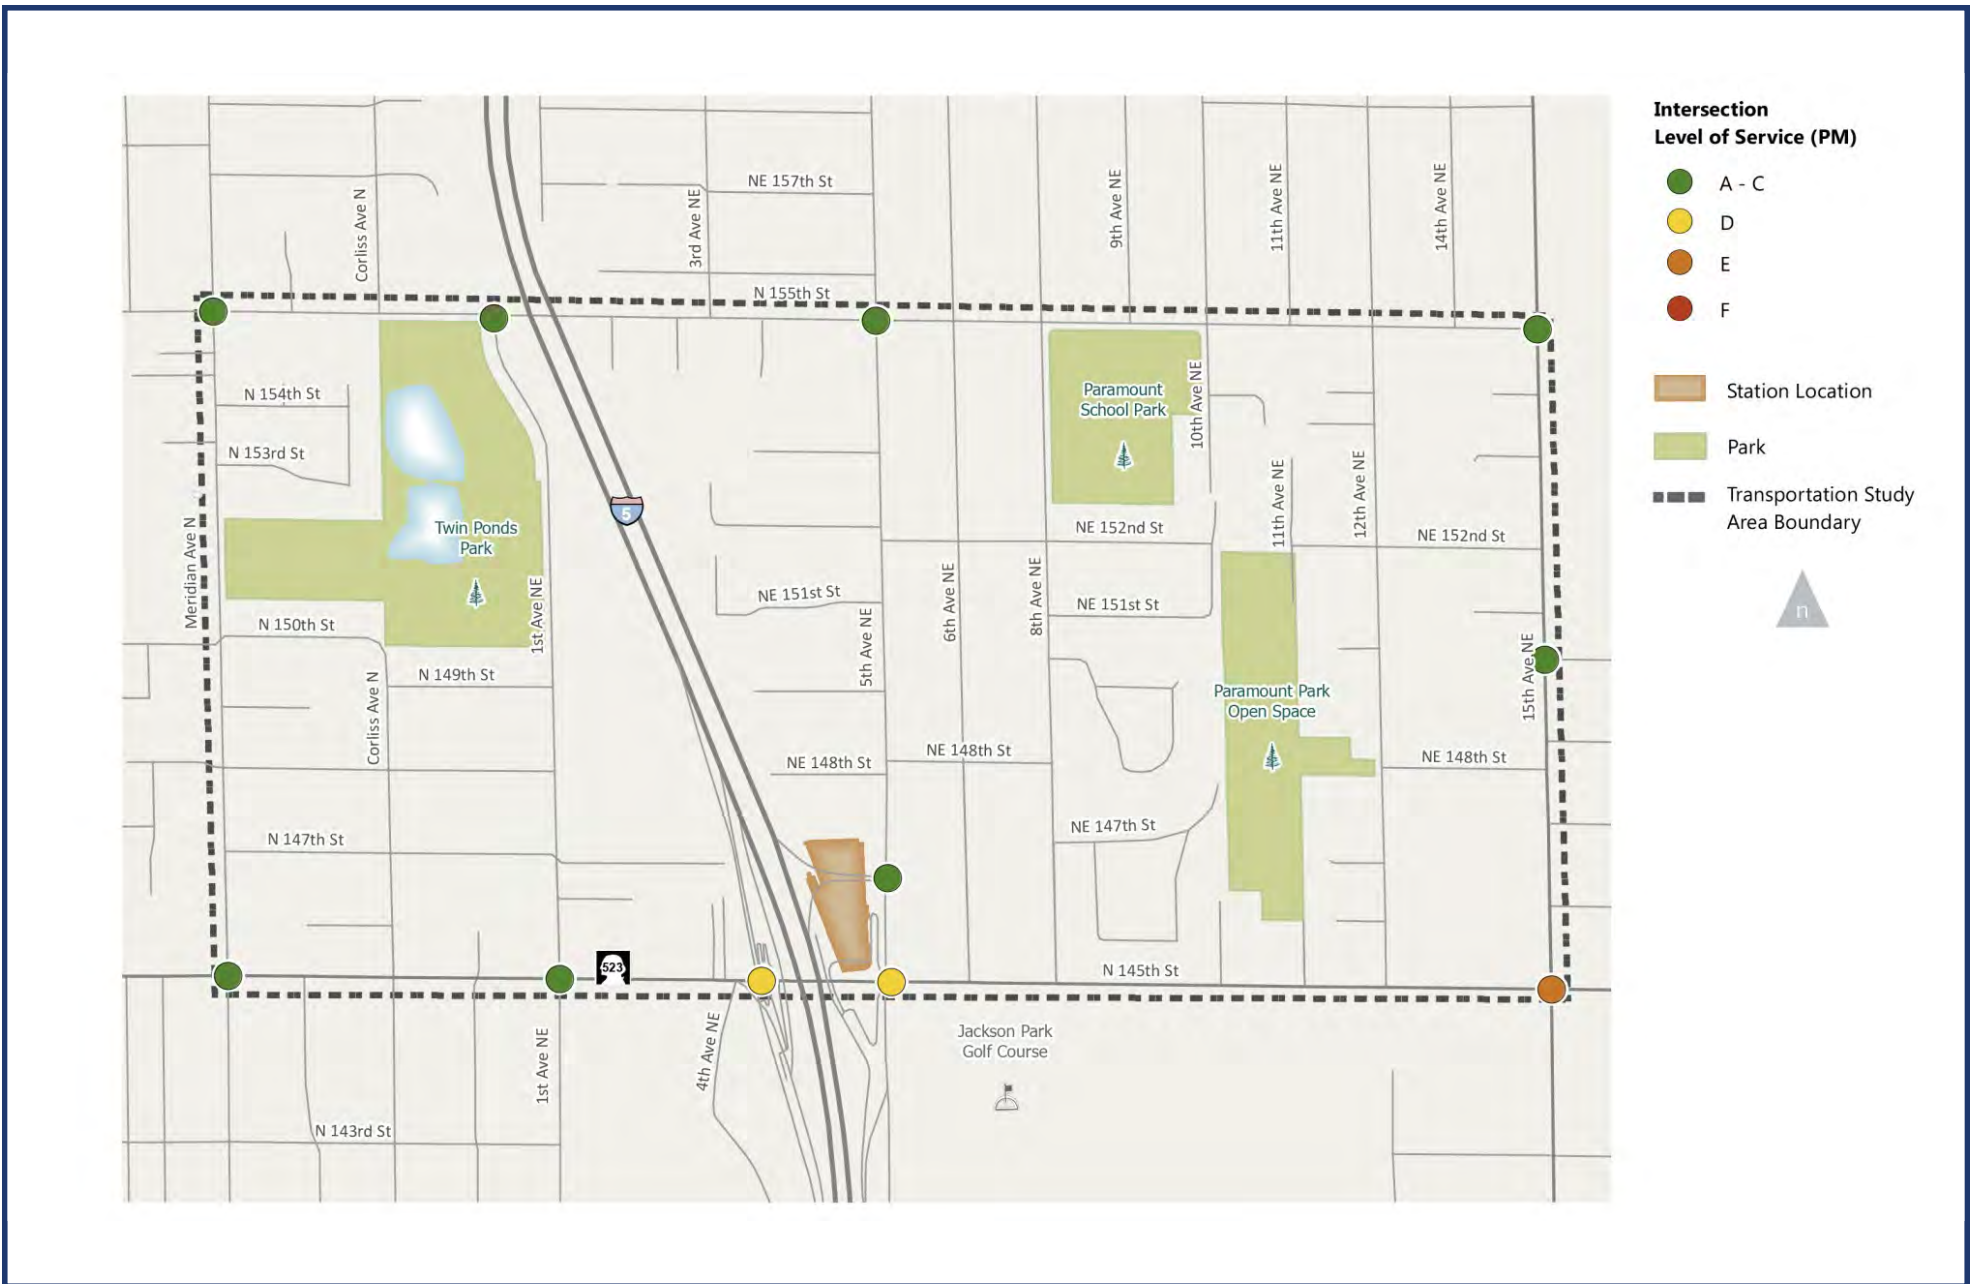 Intersection
Level of Service (PM)
A - C
D
E
F
Station Location
Park
Transportation Study
Area Boundary
n
NE 157th St
Corliss Ave N
3rd Ave NE
9th Ave NE
11th Ave NE
14th Ave NE
N 155th St
N 154th St
N 153rd St
Paramount
School Park
10th Ave NE
5
Twin Ponds
Park
Meridian Ave N
NE 152nd St
11th Ave NE
12th Ave NE
NE 152nd St
1st Ave NE
NE 151st St
5th Ave NE
6th Ave NE
8th Ave NE
NE 151st St
N 150th St
N 149th St
Corliss Ave N
Paramount Park
Open Space
15th Ave NE
NE 148th St
NE 148th St
NE 148th St
N 147th St
NE 147th St
523
N 145th St
1st Ave NE
4th Ave NE
Jackson Park
Golf Course
N 143rd St